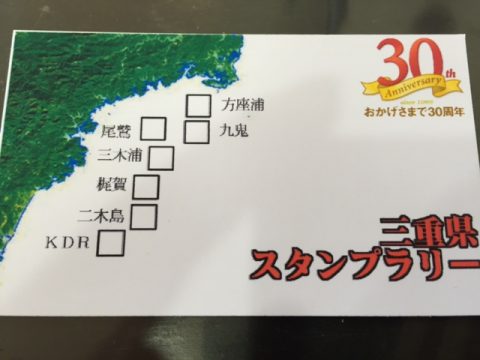 30th
Anniversary
おかげさまで30周年
方座浦
尾鷲
九鬼
三木浦
梶賀
二木島
KDR
三重県
スタンプラリー